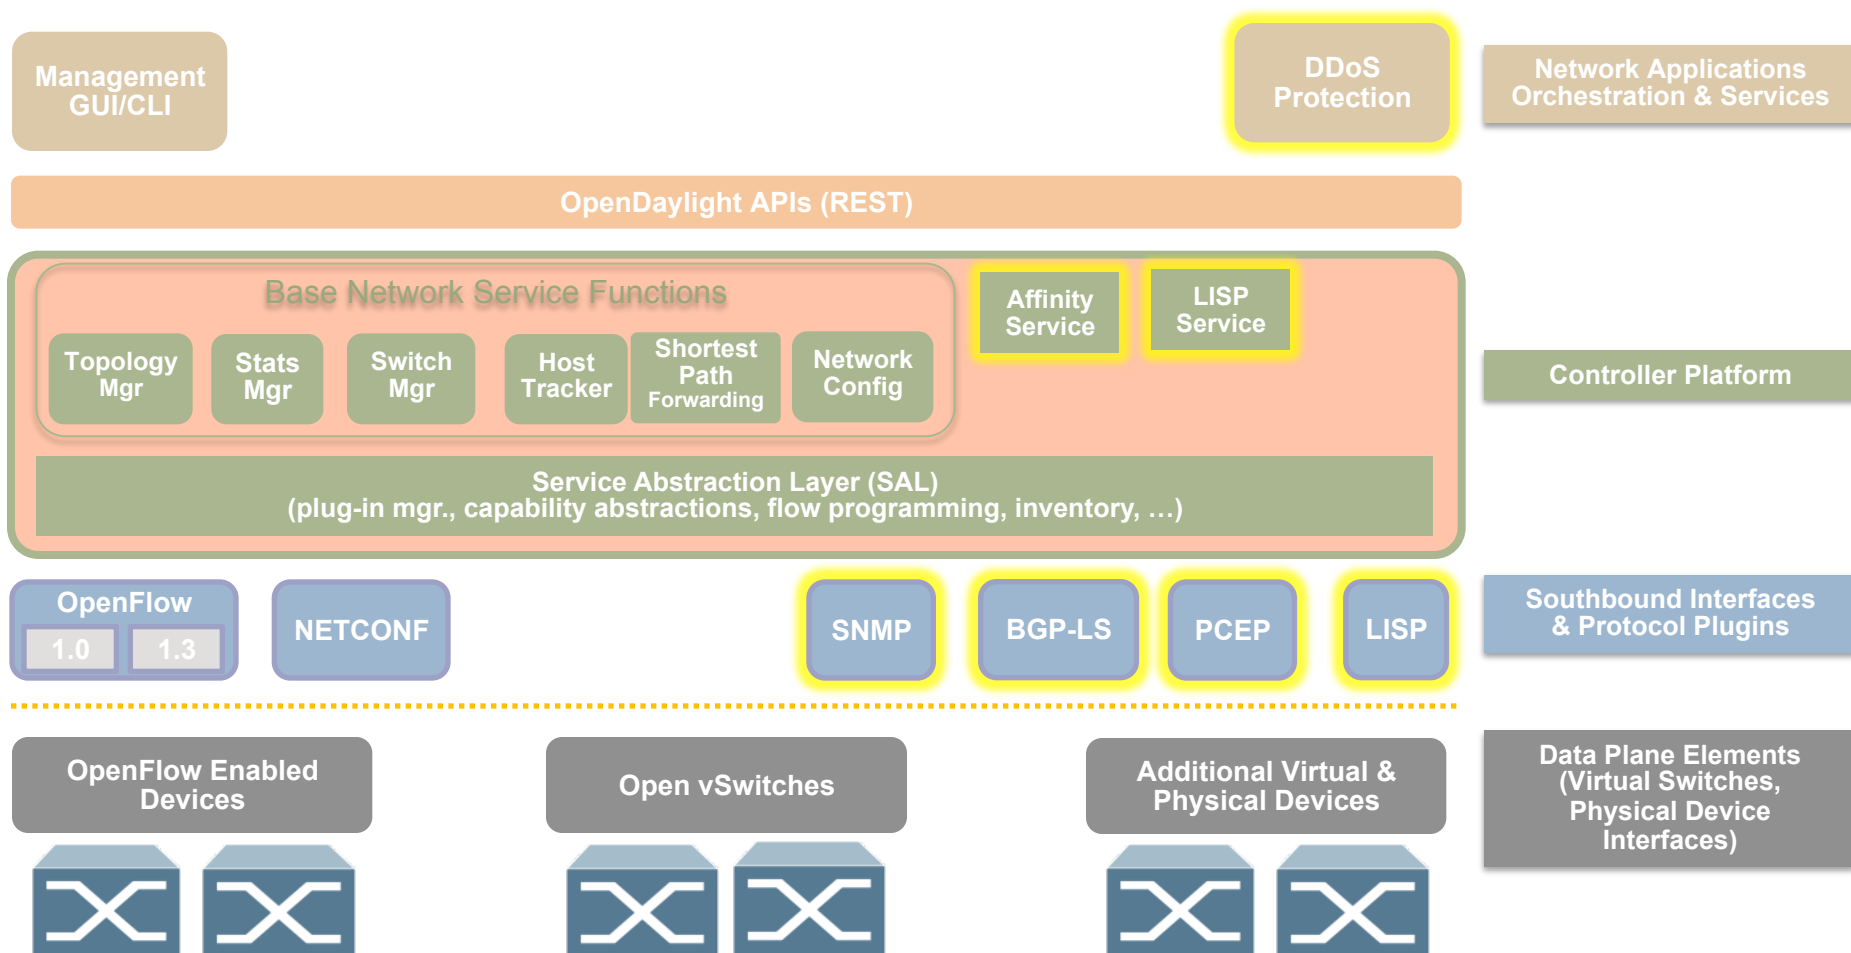 Management
GUI/CLI
DDoS
Protection
Network Applications
Orchestration & Services
OpenDaylight APIs (REST)
Base Network Service Functions
Topology
Mgr
Stats
Mgr
Switch
Mgr
Host
Tracker
Shortest
Path
Forwarding
Network
Config
Affinity
Service
LISP
Service
Controller Platform
Service Abstraction Layer (SAL)
(plug-in mgr., capability abstractions, flow programming, inventory, …)
OpenFlow
1.0
1.3
NETCONF
SNMP
BGP-LS
PCEP
LISP
Southbound Interfaces
& Protocol Plugins
OpenFlow Enabled
Devices
Open vSwitches
Additional Virtual &
Physical Devices
Data Plane Elements
(Virtual Switches,
Physical Device
Interfaces)